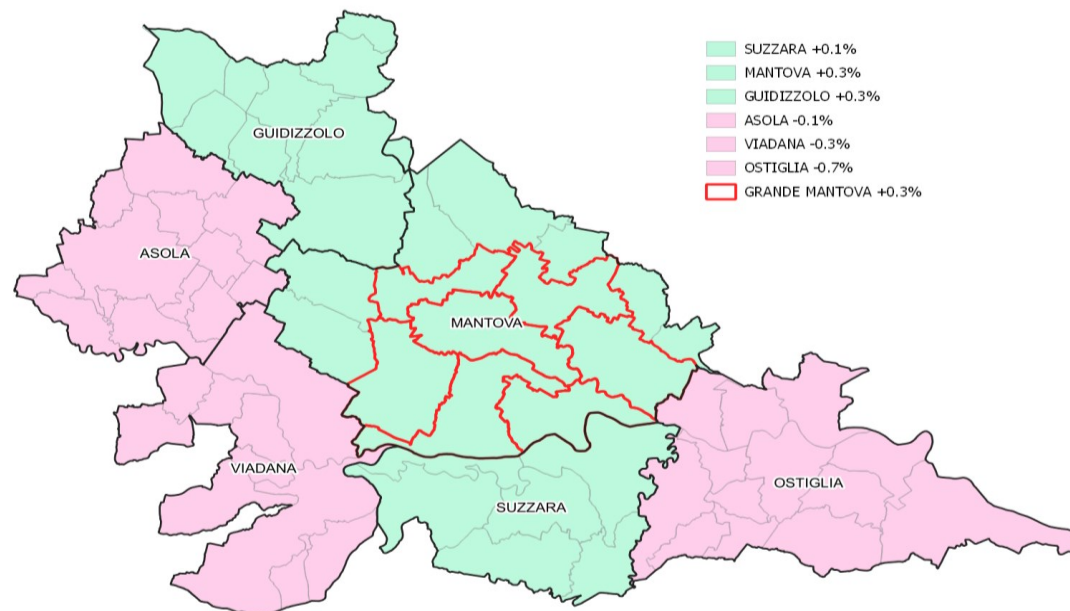 SUZZARA +0.1%
MANTOVA +0.3%
GUIDIZZOLO +0.3%
ASOLA -0.1%
VIADANA -0.3%
OSTIGLIA -0.7%
GRANDE MANTOVA +0.3%
GUIDIZZOLO
ASOLA
MANTOVA
VIADANA
OSTIGLIA
SUZZARA